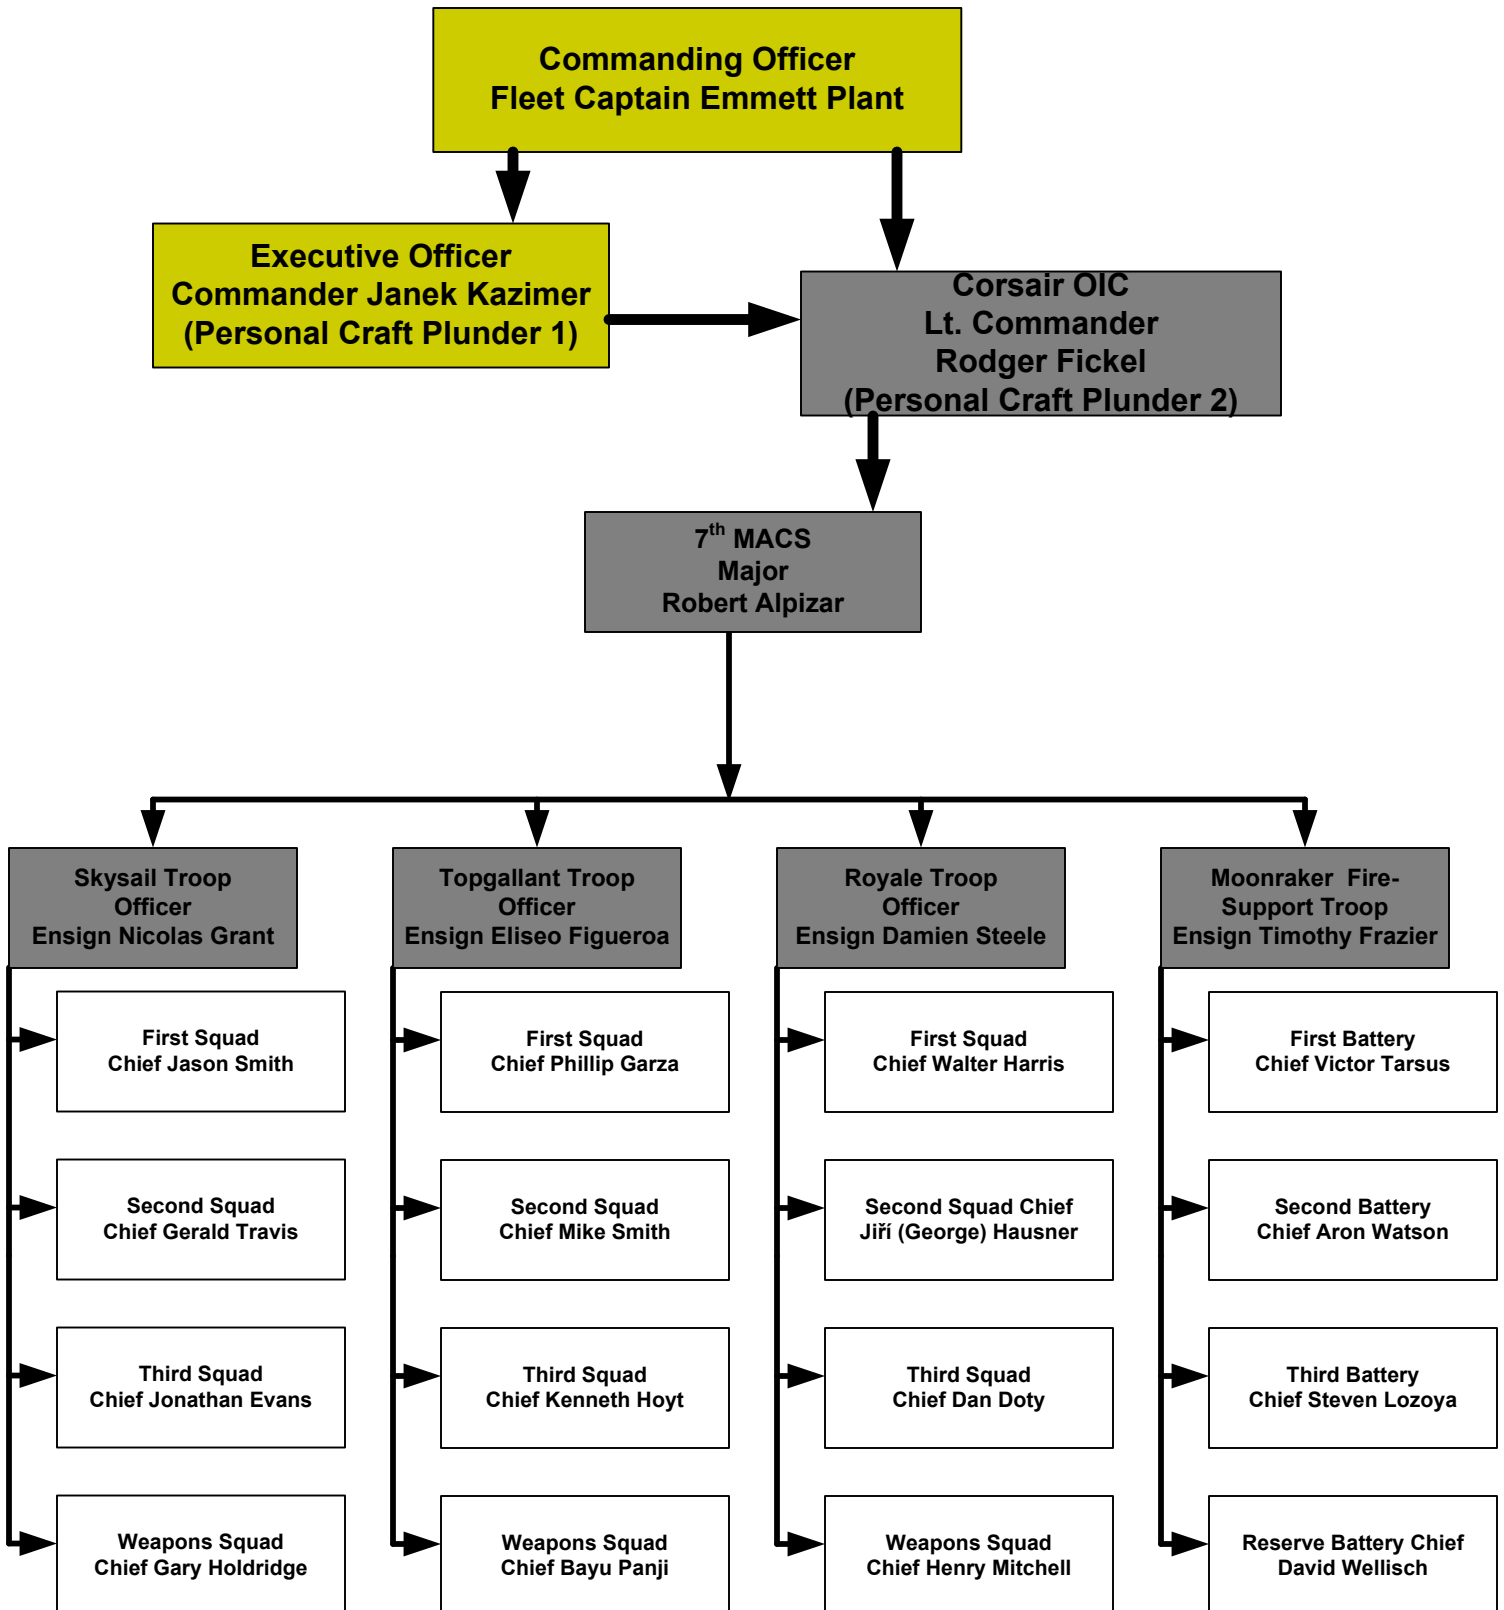 Commanding Officer
Fleet Captain Emmett Plant
Executive Officer
Commander Janek Kazimer
(Personal Craft Plunder 1)
Corsair OIC
Lt. Commander
Rodger Fickel
(Personal Craft Plunder 2)
7th MACS
Major
Robert Alpizar
Skysail Troop
Officer
Ensign Nicolas Grant
Topgallant Troop
Officer
Ensign Eliseo Figueroa
Royale Troop
Officer
Ensign Damien Steele
Moonraker Fire-
Support Troop
Ensign Timothy Frazier
First Squad
Chief Jason Smith
First Squad
Chief Phillip Garza
First Squad
Chief Walter Harris
First Battery
Chief Victor Tarsus
Second Squad
Chief Gerald Travis
Second Squad
Chief Mike Smith
Second Squad Chief
Jiří (George) Hausner
Second Battery
Chief Aron Watson
Third Squad
Chief Jonathan Evans
Third Squad
Chief Kenneth Hoyt
Third Squad
Chief Dan Doty
Third Battery
Chief Steven Lozoya
Weapons Squad
Chief Gary Holdridge
Weapons Squad
Chief Bayu Panji
Weapons Squad
Chief Henry Mitchell
Reserve Battery Chief
David Wellisch